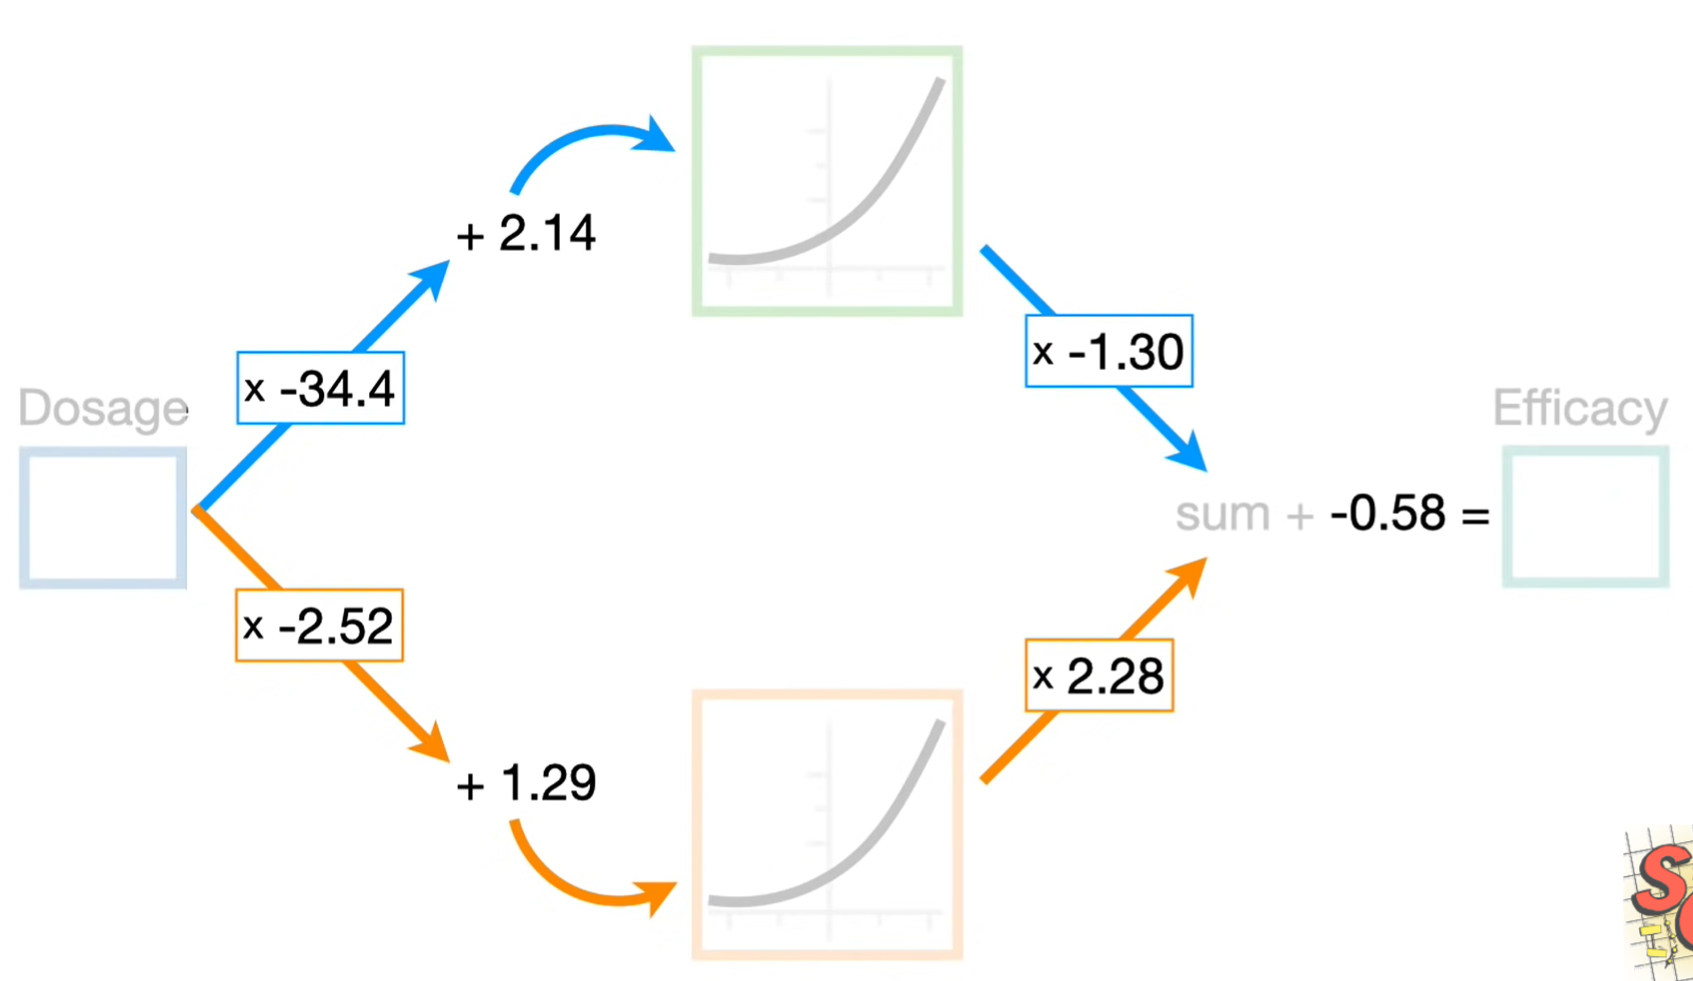 + 2.14
x -34.4
x -1.30
Dosage
Efficacy
sum + -0.58 =
x -2.52
x 2.28
+ 1.29